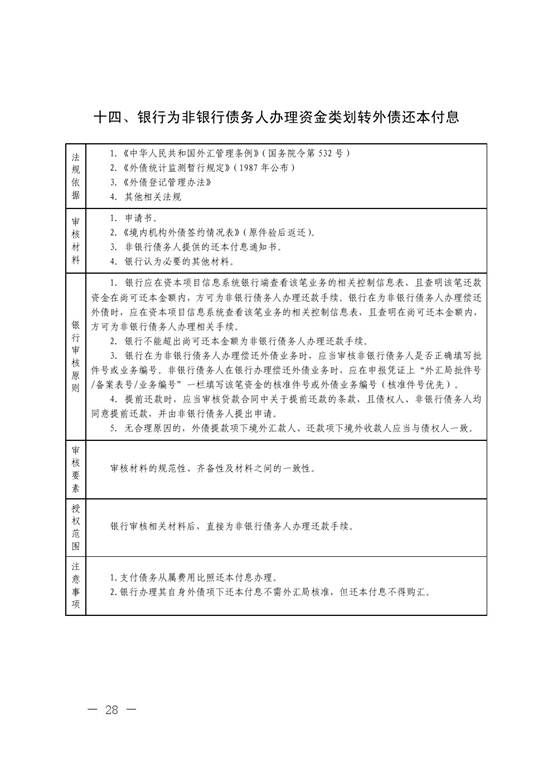 十四、银行为非银行债务人办理资金类划转外债还本付息
法规依据
1. 《中华人民共和国外汇管理条例》(国务院令第 532 号)
2. 《外债统计监测暂行规定》(1987 年公布)
3. 《外债登记管理办法》
4. 其他相关法规
审核材料
1. 申请书。
2. 《境内机构外债签约情况表》(原件验后返还)。
3. 非银行债务人提供的还本付息通知书。
4. 银行认为必要的其他材料。
银行审核原则
1. 银行应在资本项目信息系统银行端查看该笔业务的相关控制信息表，且查明该笔还款
资金在尚可还本金额内，方可为非银行债务人办理还款手续。银行在为非银行债务人办理偿还
外债时，应在资本项目信息系统查看该笔业务的相关控制信息表，且查明在尚可还本金额内，
方可为非银行债务人办理相关手续。
2. 银行不能超出尚可还本金额为非银行债务人办理还款手续。
3. 银行在为非银行债务人办理偿还外债业务时，应当审核非银行债务人是否正确填写批
件号或业务编号。非银行债务人在银行办理偿还外债业务时，应在申报凭证上“外汇局批件号
/备案表号/业务编号”一栏填写该笔资金的核准件号或外债业务编号(核准件号优先)。
4. 提前还款时，应当审核贷款合同中关于提前还款的条款，且债权人、非银行债务人均
同意提前还款，并由非银行债务人提出申请。
5. 无合理原因的，外债提款项下境外汇款人、还款项下境外收款人应当与债权人一致。
审核要素
审核材料的规范性、齐备性及材料之间的一致性。
授权范围
银行审核相关材料后，直接为非银行债务人办理还款手续。
注意事项
1.支付债务从属费用比照还本付息办理。
2.银行办理其自身外债项下还本付息不需外汇局核准，但还本付息不得购汇。
— 28 —